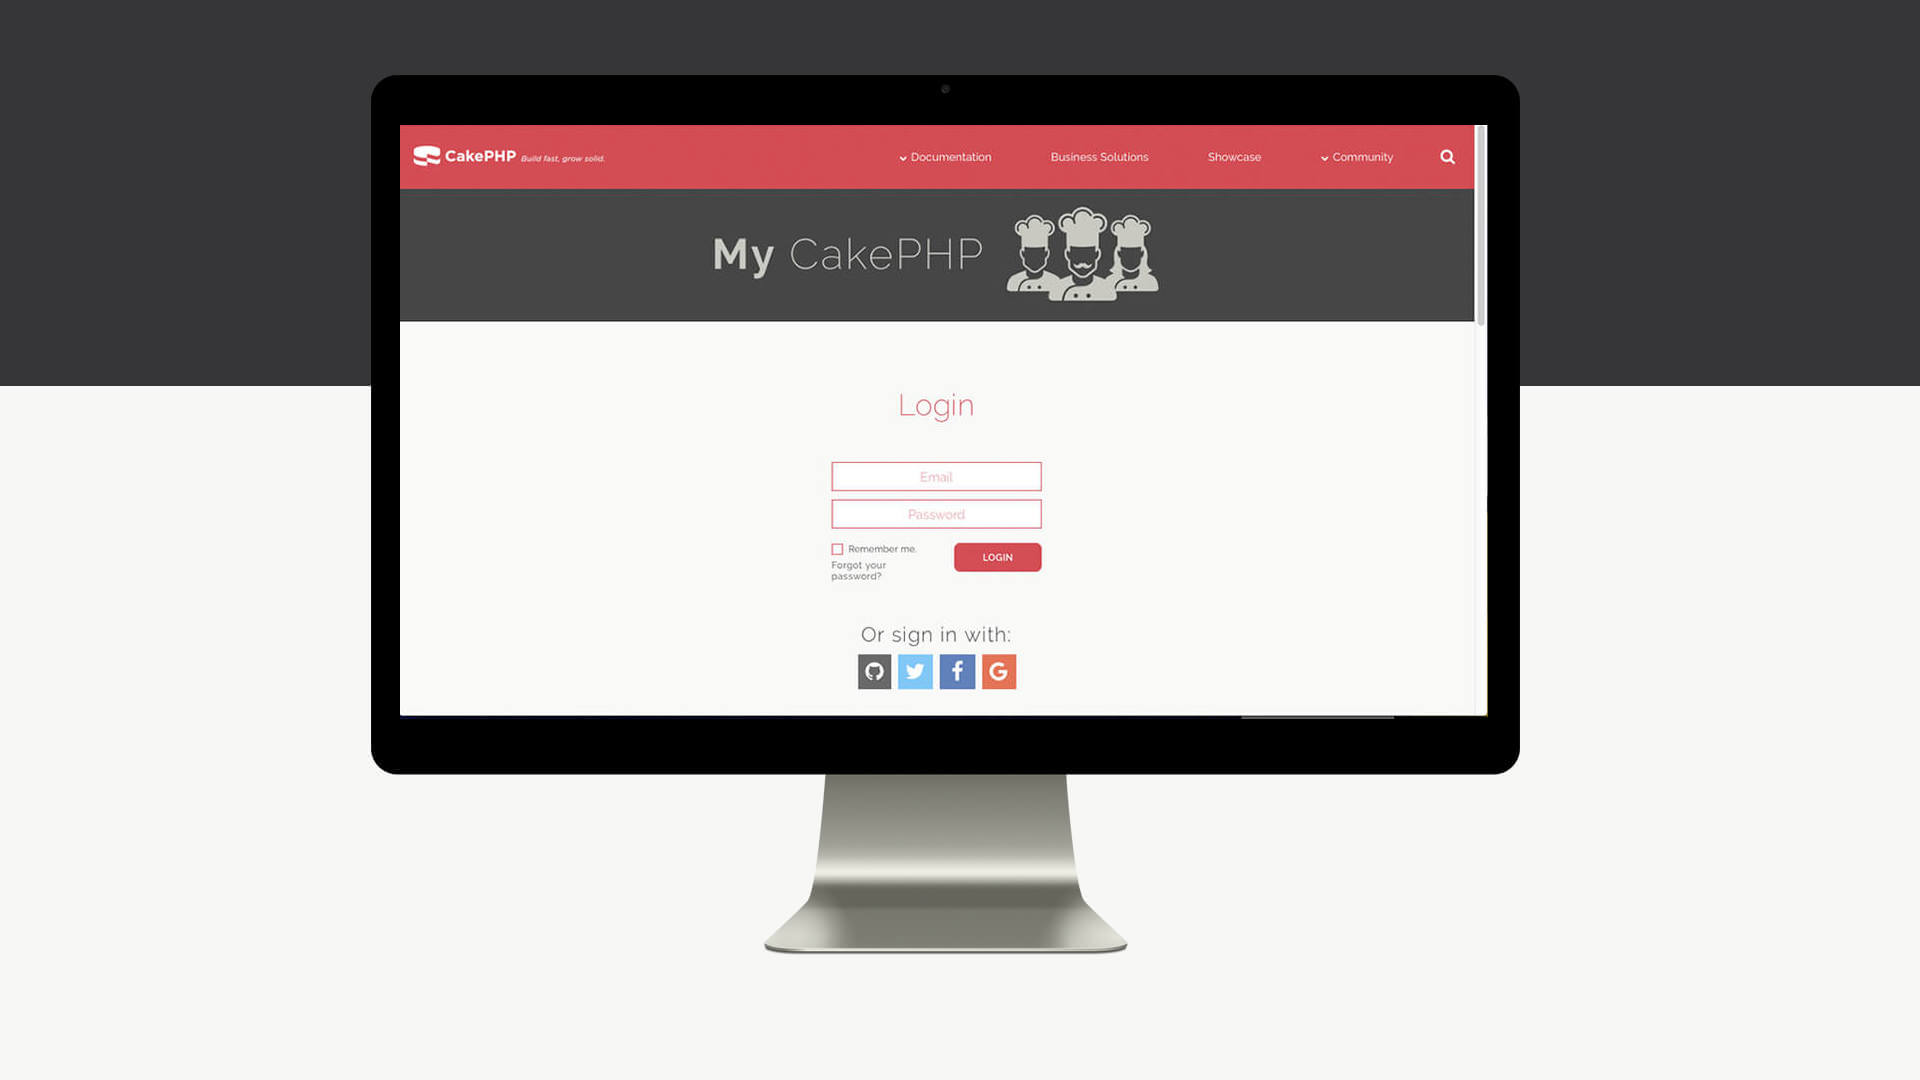 CakePHP Build fast, grow solid.
Documentation
Business Solutions
Showcase
Community
My CakePHP
Login
Email
Password
Remember me.
LOGIN
Forgot your
password?
Or sign in with: